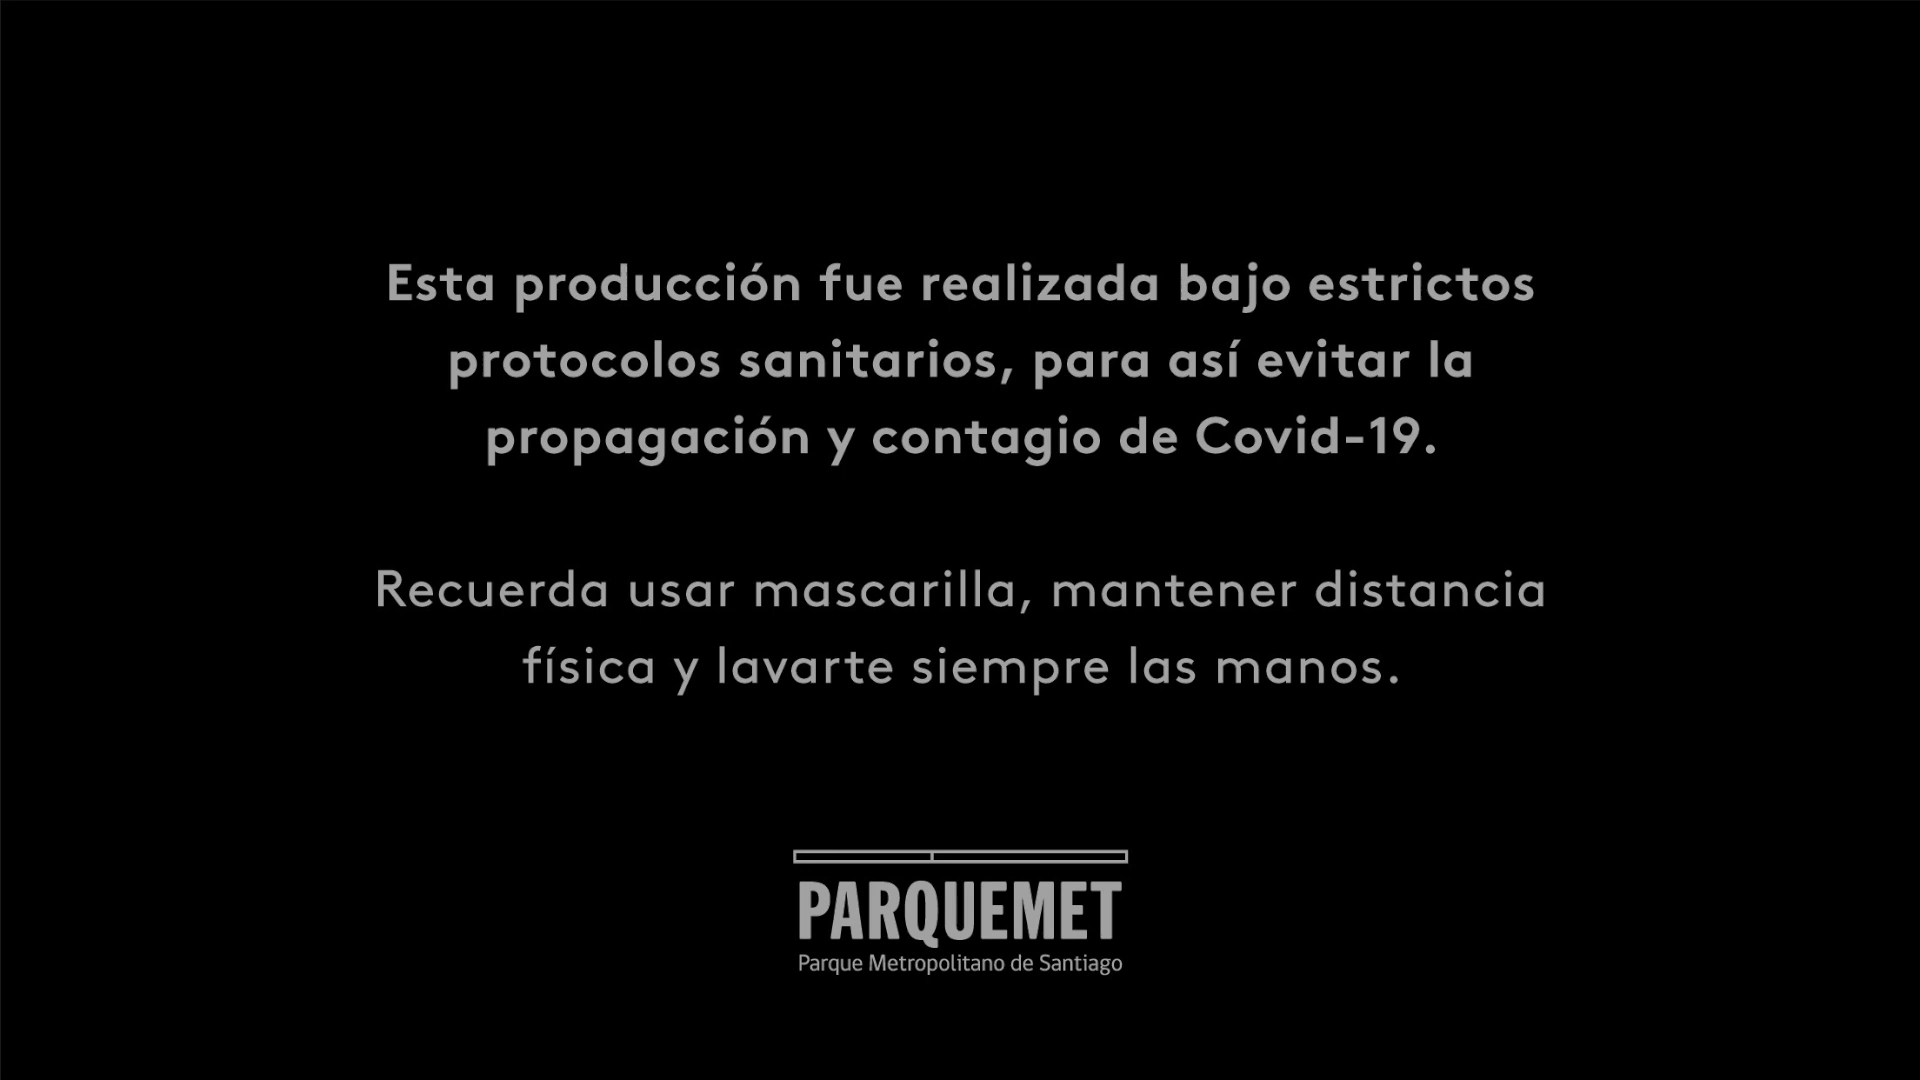 Esta producción fue realizada bajo estrictos
protocolos sanitarios, para así evitar la
propagación y contagio de Covid-19.
Recuerda usar mascarilla, mantener distancia
física y lavarte siempre las manos.
PARQUEMET
Parque Metropolitano de Santiago